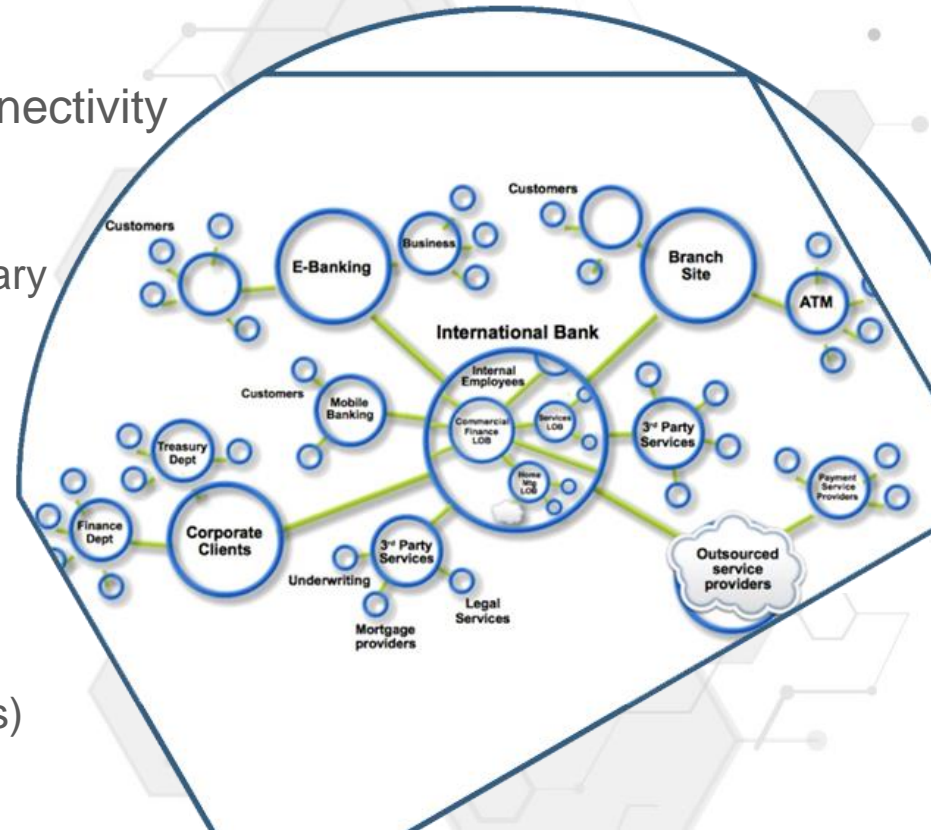 nectivity
ary
s)
Customers
E-Banking
Business
Customers
Branch
Site
ATM
International Bank
Internal
Employees
Commercial
Finance
LOB
Services
LOB
Home
Mtg
LOB
Customers
Mobile
Banking
3rd Party
Services
Treasury
Dept
Finance
Dept
Corporate
Clients
3rd Party
Services
Underwriting
Mortgage
providers
Legal
Services
Payment
Service
Providers
Outsourced
service
providers